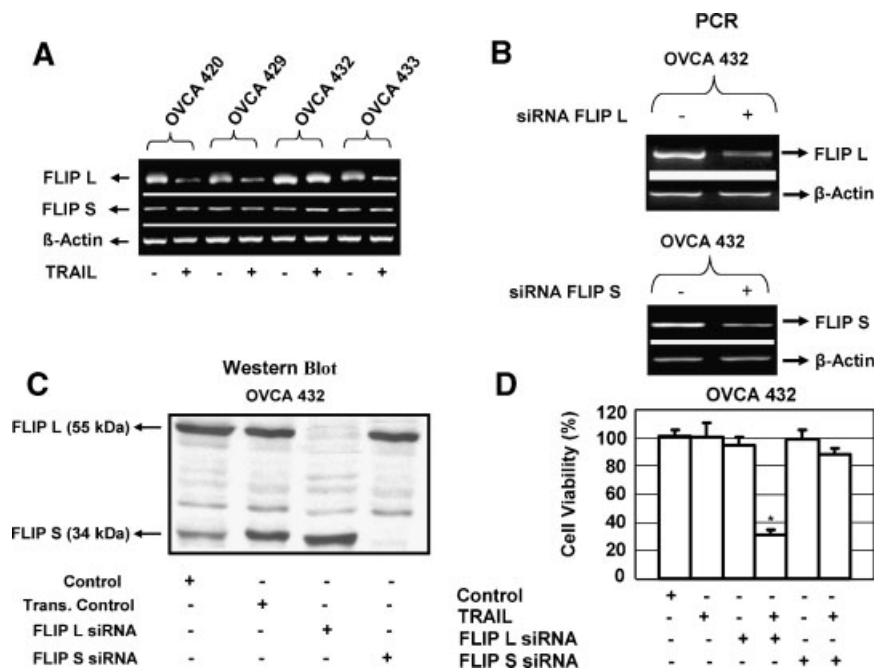 A
OVCA 420
OVCA 429
OVCA 432
OVCA 433
FLIP L
FLIP S
ß-Actin
TRAIL - + - + - + - +
PCR
B
OVCA 432
siRNA FLIP L - +
FLIP L
β-Actin
OVCA 432
siRNA FLIP S - +
FLIP S
β-Actin
C
Western Blot
OVCA 432
FLIP L (55 kDa)
FLIP S (34 kDa)
Control + - - -
Trans. Control - + - -
FLIP L siRNA - - + -
FLIP S siRNA - - - +
D
OVCA 432
Cell Viability (%)
120
100
80
60
40
20
0
*
Control + - - - - -
TRAIL - + - + - +
FLIP L siRNA - - + + - -
FLIP S siRNA - - - - + +